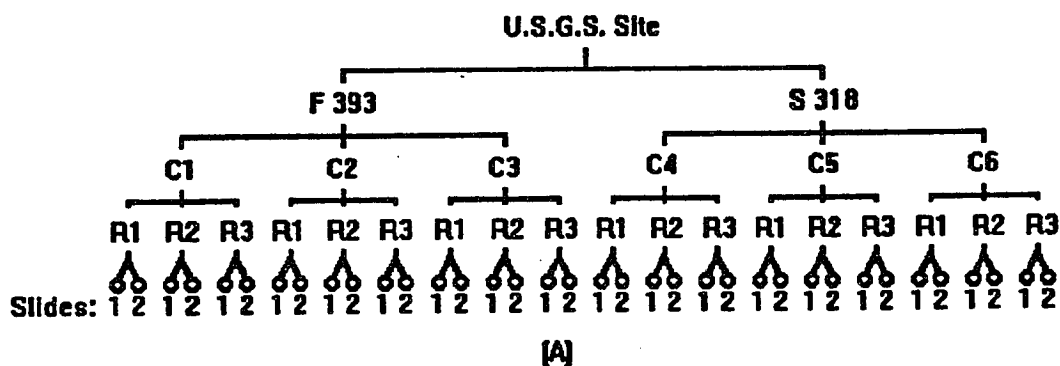 U.S.G.S. Site
F 393 S 318
C1 C2 C3 C4 C5 C6
R1 R2 R3 R1 R2 R3 R1 R2 R3 R1 R2 R3 R1 R2 R3 R1 R2 R3
Slides: 1 2 1 2 1 2 1 2 1 2 1 2 1 2 1 2 1 2 1 2 1 2 1 2 1 2 1 2 1 2 1 2 1 2 1 2
[A]